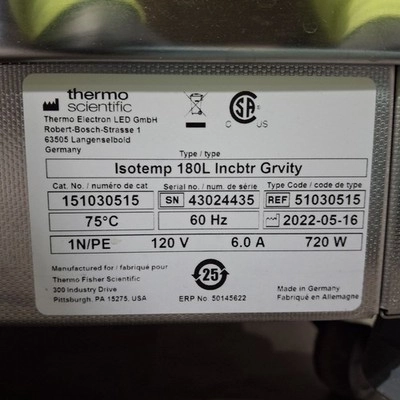 thermo
scientific
Thermo Electron LED GmbH
Robert-Bosch-Strasse 1
63505 Langenselbold
Germany
CSA
C US
Type / type
Isotemp 180L Incbtr Grvity
Cat. No. / numéro de cat
Serial no. / num. de série
Type Code / code de type
151030515
SN 43024435
REF 51030515
75°C
60 Hz
2022-05-16
1N/PE 120 V 6.0 A 720 W
Manufactured for / fabriqué pour
Thermo Fisher Scientific
300 Industry Drive
Pittsburgh, PA 15275, USA
25
ERP No. 50145622
Made in Germany
Fabriqué en Allemagne